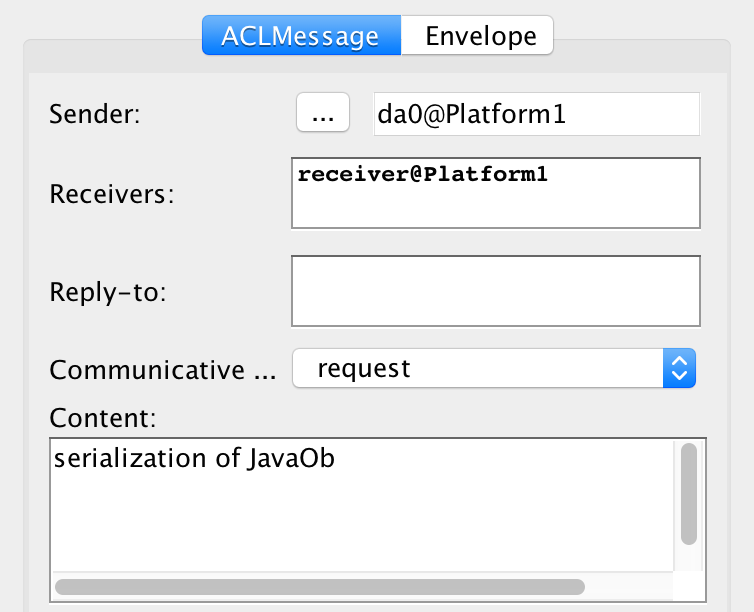 ACLMessage Envelope
Sender: ... da0@Platform1
Receivers: receiver@Platform1
Reply-to:
Communicative ... request
Content:
serialization of JavaOb